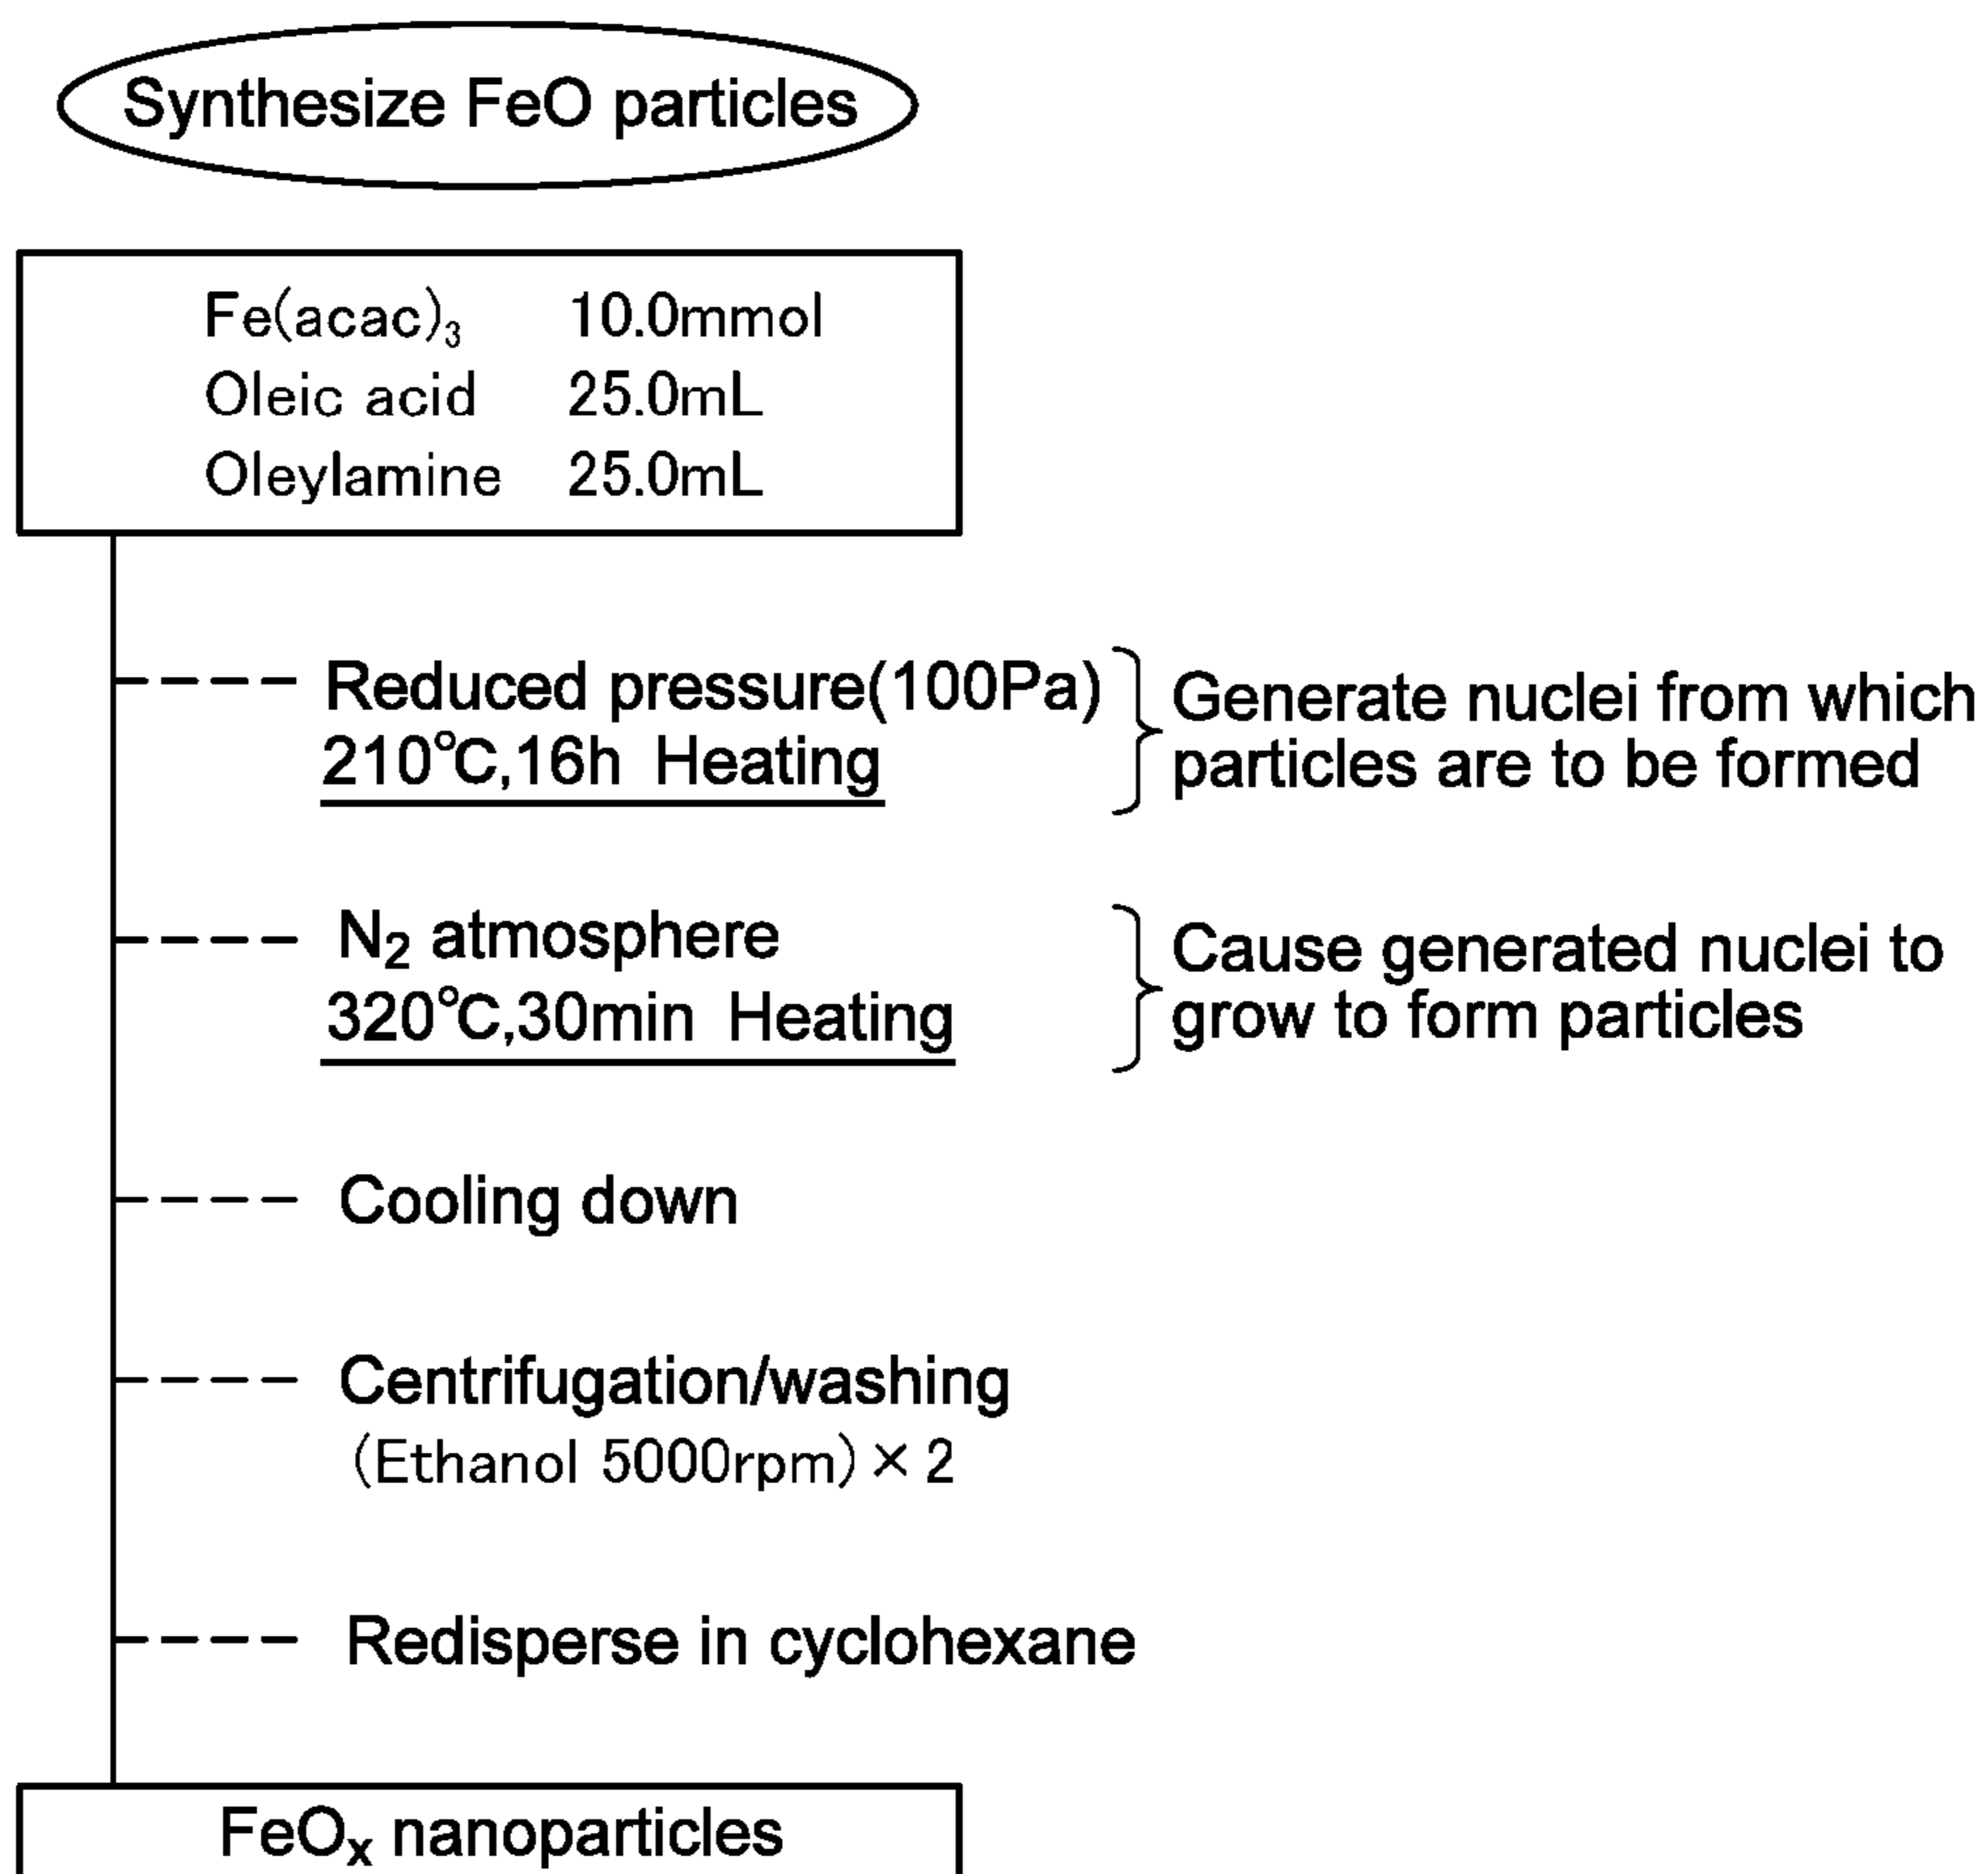 Synthesize FeO particles
Fe(acac)₃ 10.0mmol
Oleic acid 25.0mL
Oleylamine 25.0mL
Reduced pressure(100Pa)
210℃,16h Heating
Generate nuclei from which
particles are to be formed
N₂ atmosphere
320℃,30min Heating
Cause generated nuclei to
grow to form particles
Cooling down
Centrifugation/washing
(Ethanol 5000rpm)×2
Redisperse in cyclohexane
FeOₓ nanoparticles